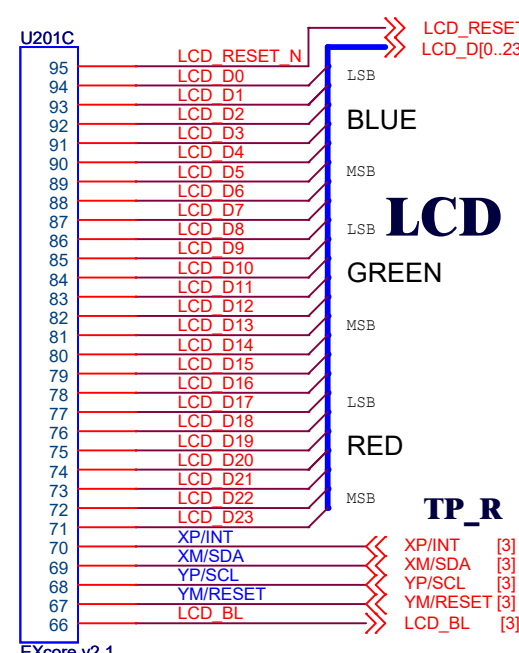 U201C
LCD_RESET
LCD_D[0..23
95 LCD_RESET_N
94 LCD_D0 LSB
93 LCD_D1
92 LCD_D2 BLUE
91 LCD_D3
90 LCD_D4
89 LCD_D5 MSB
88 LCD_D6
87 LCD_D7
86 LCD_D8 LSB LCD
85 LCD_D9
84 LCD_D10 GREEN
83 LCD_D11
82 LCD_D12
81 LCD_D13 MSB
80 LCD_D14
79 LCD_D15
78 LCD_D16
77 LCD_D17 LSB
76 LCD_D18
75 LCD_D19 RED
74 LCD_D20
73 LCD_D21
72 LCD_D22 MSB
71 LCD_D23 TP_R
70 XP/INT XP/INT [3]
69 XM/SDA XM/SDA [3]
68 YP/SCL YP/SCL [3]
67 YM/RESET YM/RESET [3]
66 LCD_BL LCD_BL [3]
EXcore v2.1